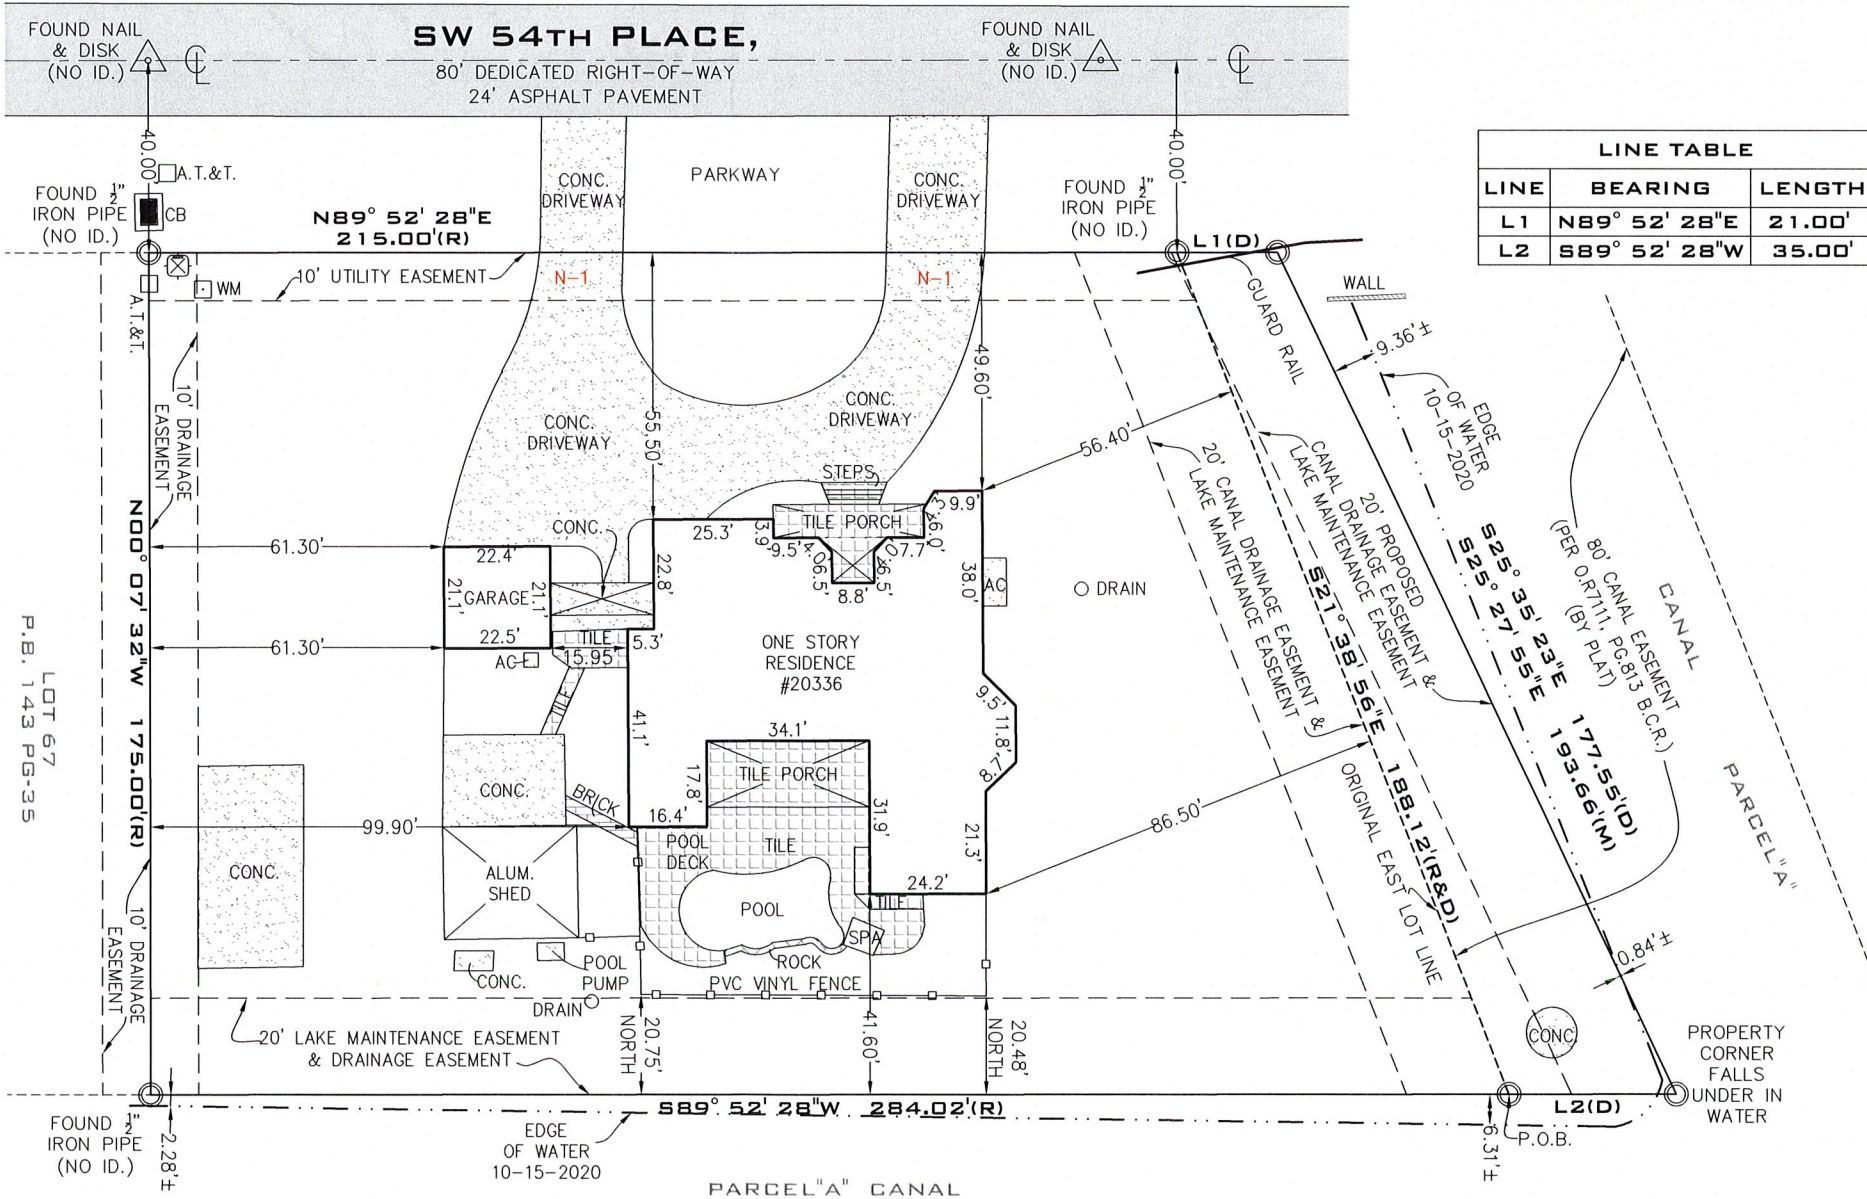 FOUND NAIL
& DISK
(NO ID.)
SW 54TH PLACE,
80' DEDICATED RIGHT-OF-WAY
24' ASPHALT PAVEMENT
FOUND NAIL
& DISK
(NO ID.)
40.00'
A.T.&T.
CB
FOUND 1/2"
IRON PIPE
(NO ID.)
N89° 52' 28"E
215.00'(R)
CONC.
DRIVEWAY
PARKWAY
CONC.
DRIVEWAY
FOUND 1/2"
IRON PIPE
(NO ID.)
40.00'
L1(D)
LINE TABLE
LINE BEARING LENGTH
L1 N89° 52' 28"E 21.00'
L2 S89° 52' 28"W 35.00'
10' UTILITY EASEMENT
N-1
N-1
WM
A.T.&T.
GUARD RAIL
WALL
9.36'±
10' DRAINAGE
EASEMENT
49.60'
55.50'
CONC.
DRIVEWAY
CONC.
DRIVEWAY
56.40'
EDGE
OF WATER
10-15-2020
20' CANAL DRAINAGE EASEMENT &
LAKE MAINTENANCE EASEMENT
CANAL DRAINAGE EASEMENT &
LAKE MAINTENANCE EASEMENT
20' PROPOSED
80' CANAL EASEMENT
(PER O.R7111, PG.813 B.C.R.)
(BY PLAT)
CANAL
PARCEL"A"
STEPS
TILE PORCH
9.9'
6.0'
25.3'
3.9'
9.5'
6.5'
8.8'
6.5'
7.7'
CONC.
61.30'
22.4'
21.1'
GARAGE
21.1'
22.5'
22.8'
38.0'
AC
DRAIN
61.30'
TILE
15.95'
5.3'
AC
ONE STORY
RESIDENCE
#20336
TILE
41.1'
9.5'
11.8'
8.7'
34.1'
TILE PORCH
17.8'
31.9'
16.4'
21.3'
24.2'
86.50'
S21° 38' 56"E 188.12'(R&D)
ORIGINAL EAST LOT LINE
S25° 35' 23"E 177.55'(D)
S25° 27' 55"E 193.66'(M)
N00° 07' 32"W 175.00'(R)
LOT 67
P.B. 143 PG-35
CONC.
BRICK
99.90'
CONC.
ALUM.
SHED
POOL
DECK
TILE
POOL
TILE
SPA
ROCK
PVC VINYL FENCE
CONC.
POOL
PUMP
DRAIN
10' DRAINAGE
EASEMENT
20' LAKE MAINTENANCE EASEMENT
& DRAINAGE EASEMENT
20.75'
NORTH
41.60'
20.48'
NORTH
0.84'±
CONC.
PROPERTY
CORNER
FALLS
UNDER IN
WATER
S89° 52' 28"W 284.02'(R)
L2(D)
P.O.B.
6.31'±
FOUND 1/2"
IRON PIPE
(NO ID.)
2.28'±
EDGE
OF WATER
10-15-2020
PARCEL"A" CANAL